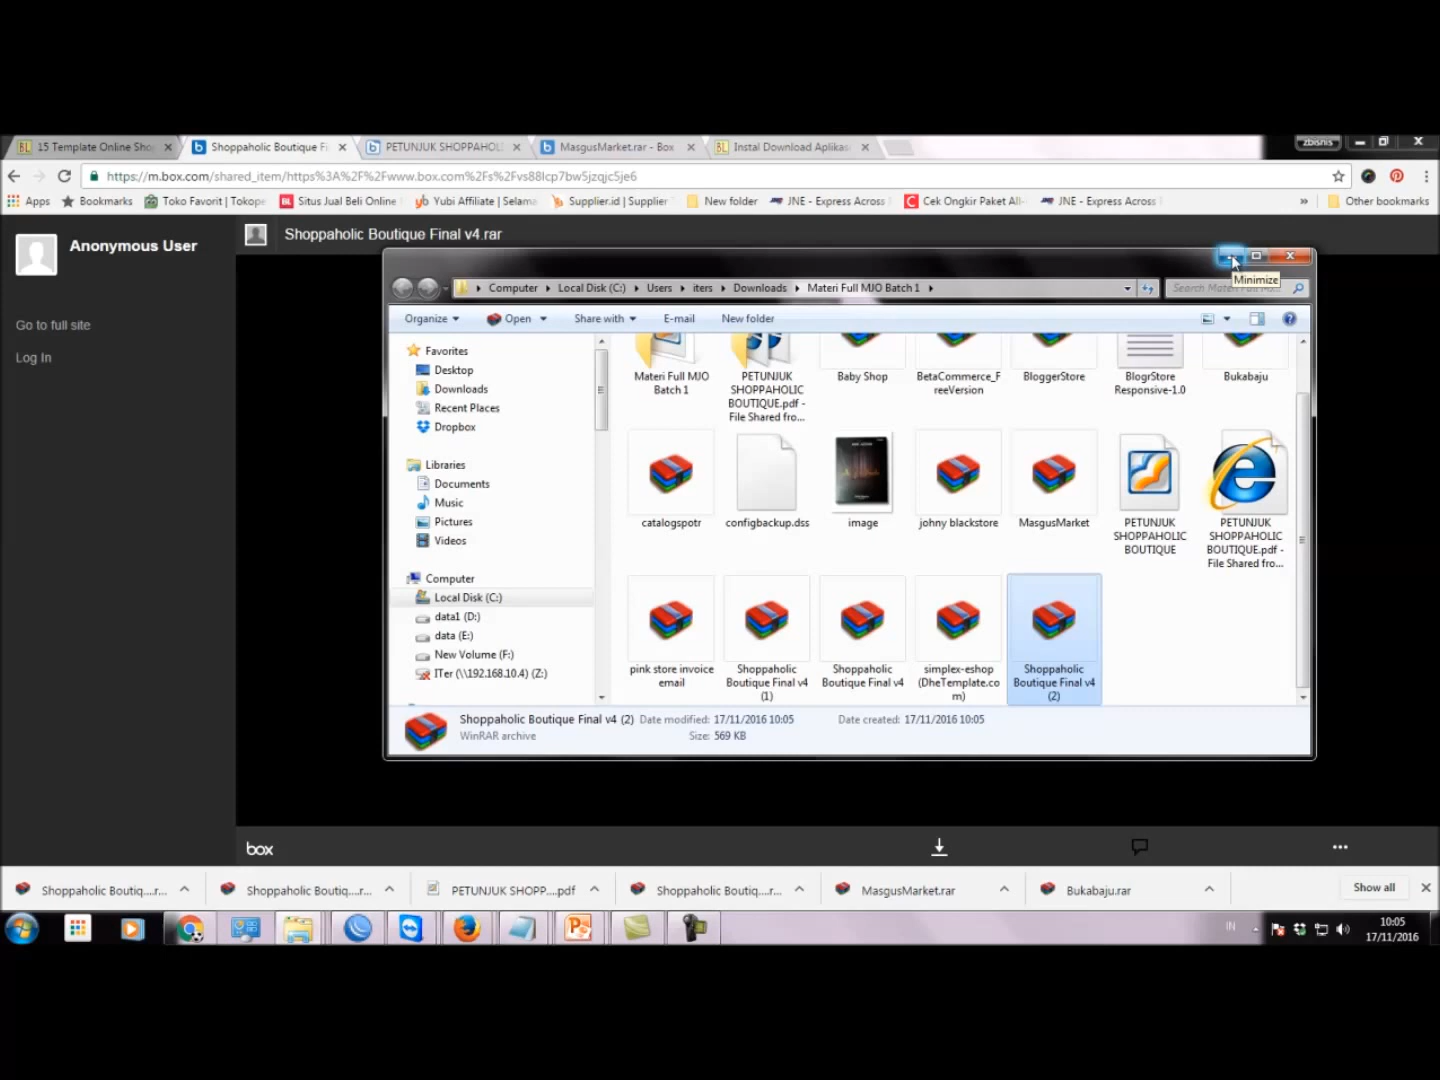 15 Template Online Sho
Shoppaholic Boutique Fi
PETUNJUK SHOPPAHOL
MasgusMarket.rar - Box
Instal Download Aplikas
zbisnis
https://m.box.com/shared_item/https%3A%2F%2Fwww.box.com%2Fs%2Fvs88lcp7bw5jzqjc5je6
Apps
Bookmarks
Toko Favorit | Tokope
Situs Jual Beli Online
Yubi Affiliate | Selama
Supplier.id | Supplier
New folder
JNE - Express Across
Cek Ongkir Paket All-
JNE - Express Across
»
Other bookmarks
Anonymous User
Shoppaholic Boutique Final v4.rar
Go to full site
Log In
Minimize
Computer
Local Disk (C:)
Users
iters
Downloads
Materi Full MJO Batch 1
Organize
Open
Share with
E-mail
New folder
Favorites
Desktop
Downloads
Recent Places
Dropbox
Libraries
Documents
Music
Pictures
Videos
Computer
Local Disk (C:)
data1 (D:)
data (E:)
New Volume (F:)
ITer (\\192.168.10.4) (Z:)
Materi Full MJO
Batch 1
PETUNJUK
SHOPPAHOLIC
BOUTIQUE.pdf -
File Shared fro...
Baby Shop
BetaCommerce_F
reeVersion
BloggerStore
BlogrStore
Responsive-1.0
Bukabaju
catalogspotr
configbackup.dss
image
johny blackstore
MasgusMarket
PETUNJUK
SHOPPAHOLIC
BOUTIQUE
PETUNJUK
SHOPPAHOLIC
BOUTIQUE.pdf -
File Shared fro...
pink store invoice
email
Shoppaholic
Boutique Final v4
(1)
Shoppaholic
Boutique Final v4
simplex-eshop
(DheTemplate.co
m)
Shoppaholic
Boutique Final v4
(2)
Shoppaholic Boutique Final v4 (2) Date modified: 17/11/2016 10:05 Date created: 17/11/2016 10:05
WinRAR archive Size: 569 KB
box
Shoppaholic Boutiq....r...
Shoppaholic Boutiq....r...
PETUNJUK SHOPP....pdf
Shoppaholic Boutiq....r...
MasgusMarket.rar
Bukabaju.rar
Show all
IN
10:05
17/11/2016